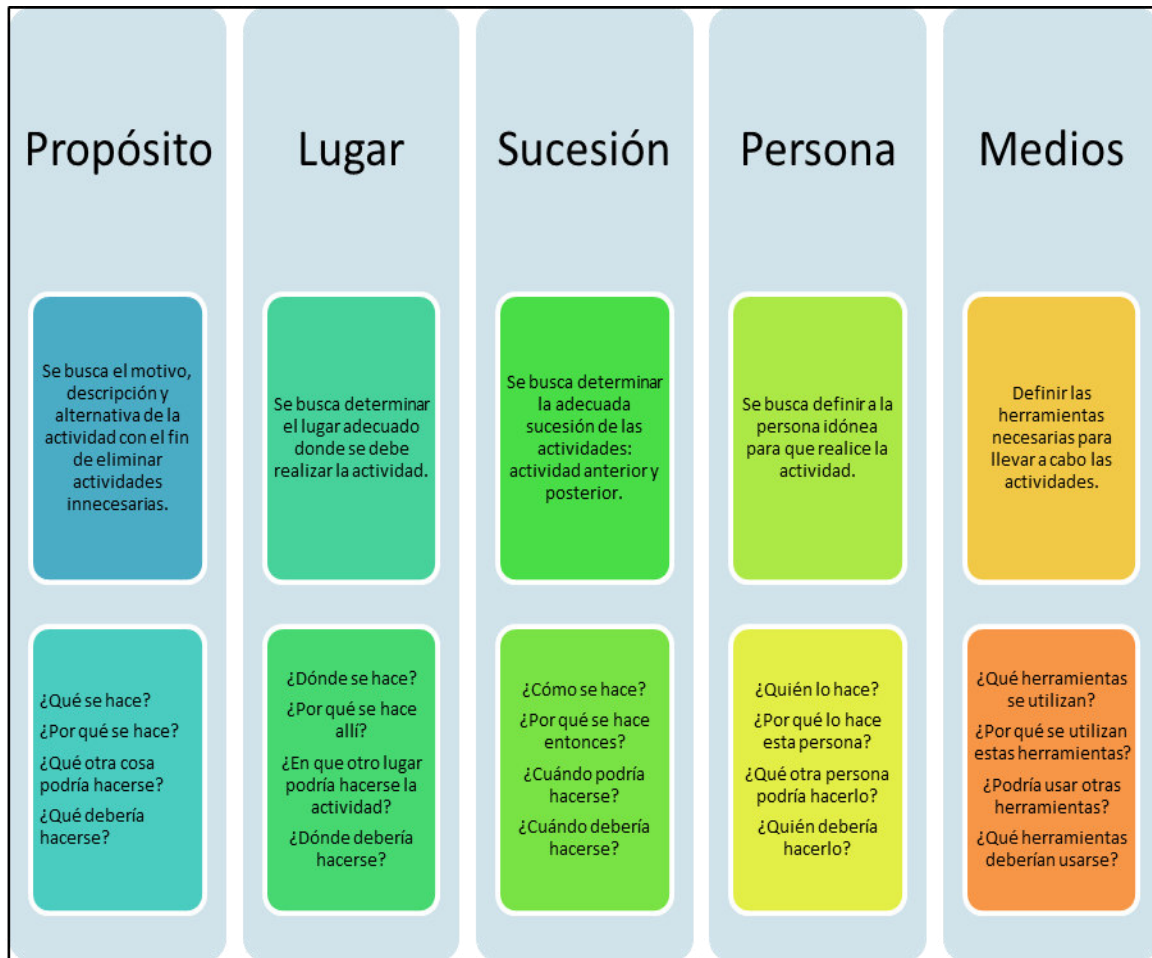 Propósito
Se busca el motivo,
descripción y
alternativa de la
actividad con el fin
de eliminar
actividades
innecesarias.
¿Qué se hace?
¿Por qué se hace?
¿Qué otra cosa
podría hacerse?
¿Qué debería
hacerse?
Lugar
Se busca determinar
el lugar adecuado
donde se debe
realizar la actividad.
¿Dónde se hace?
¿Por qué se hace
allí?
¿En que otro lugar
podría hacerse la
actividad?
¿Dónde debería
hacerse?
Sucesión
Se busca determinar
la adecuada
sucesión de las
actividades:
actividad anterior y
posterior.
¿Cómo se hace?
¿Por qué se hace
entonces?
¿Cuándo podría
hacerse?
¿Cuándo debería
hacerse?
Persona
Se busca definir a la
persona idónea
para que realice la
actividad.
¿Quién lo hace?
¿Por qué lo hace
esta persona?
¿Qué otra persona
podría hacerlo?
¿Quién debería
hacerlo?
Medios
Definir las
herramientas
necesarias para
llevar a cabo las
actividades.
¿Qué herramientas
se utilizan?
¿Por qué se utilizan
estas herramientas?
¿Podría usar otras
herramientas?
¿Qué herramientas
deberían usarse?